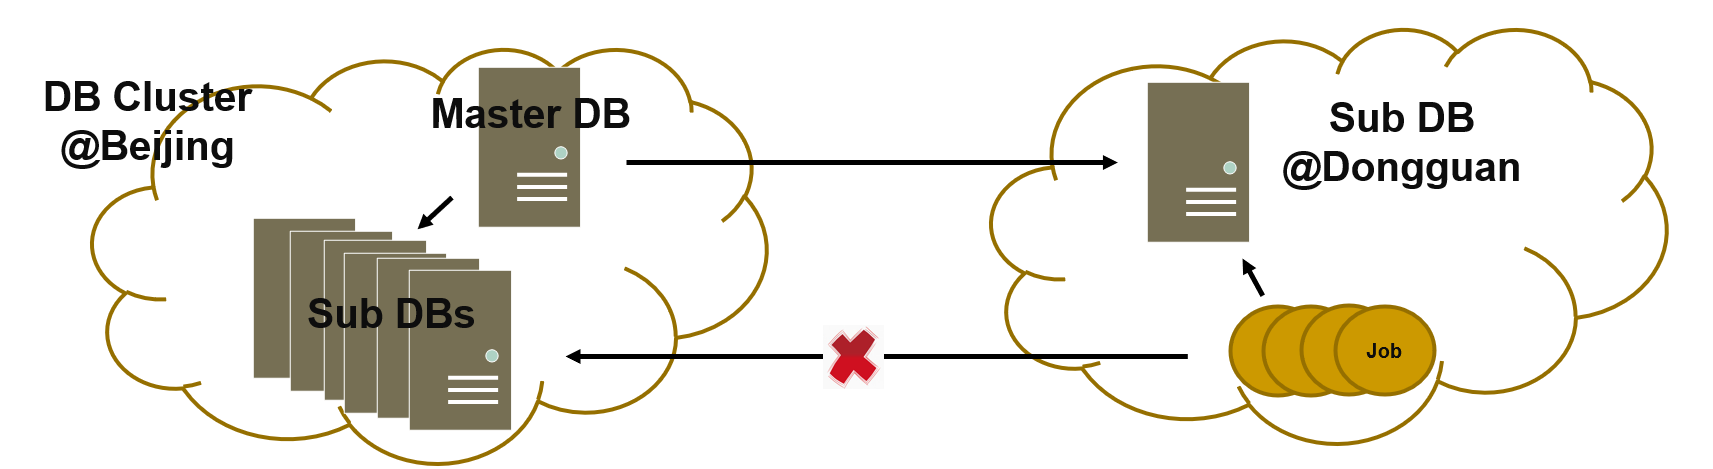 DB Cluster
@Beijing
Master DB
Sub DBs
Sub DB
@Dongguan
Job